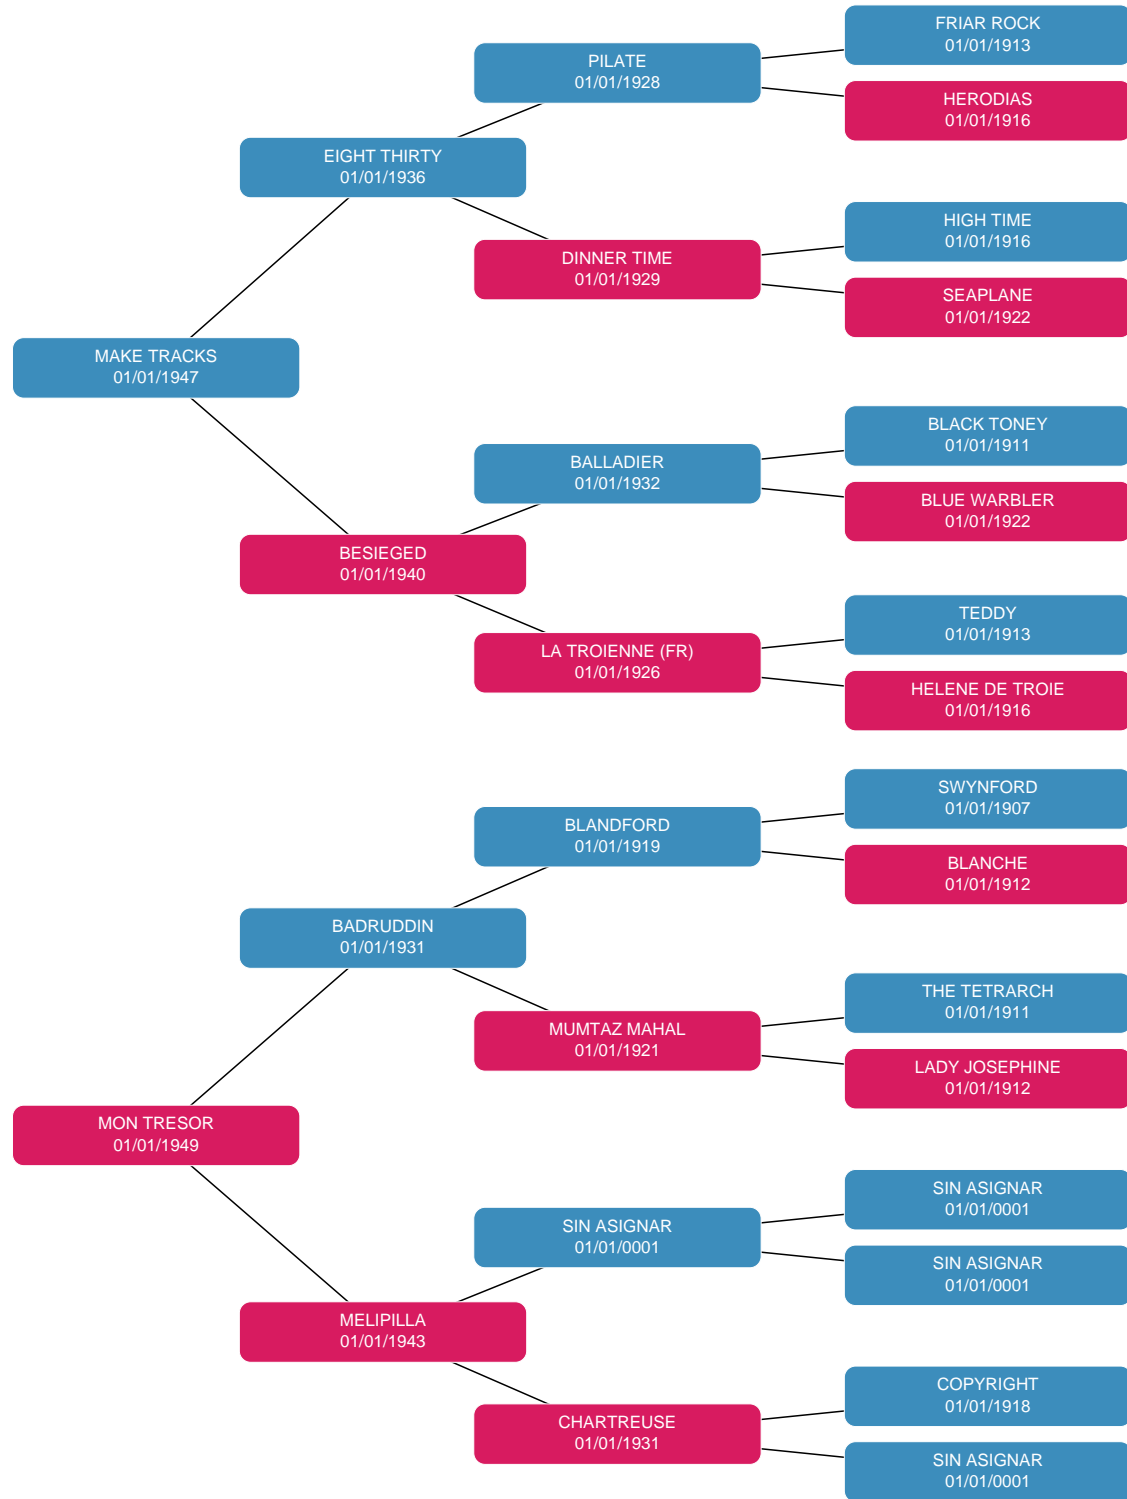 FRIAR ROCK
01/01/1913
PILATE
01/01/1928
HERODIAS
01/01/1916
EIGHT THIRTY
01/01/1936
HIGH TIME
01/01/1916
DINNER TIME
01/01/1929
SEAPLANE
01/01/1922
MAKE TRACKS
01/01/1947
BLACK TONEY
01/01/1911
BALLADIER
01/01/1932
BLUE WARBLER
01/01/1922
BESIEGED
01/01/1940
TEDDY
01/01/1913
LA TROIENNE (FR)
01/01/1926
HELENE DE TROIE
01/01/1916
SWYNFORD
01/01/1907
BLANDFORD
01/01/1919
BLANCHE
01/01/1912
BADRUDDIN
01/01/1931
THE TETRARCH
01/01/1911
MUMTAZ MAHAL
01/01/1921
LADY JOSEPHINE
01/01/1912
MON TRESOR
01/01/1949
SIN ASIGNAR
01/01/0001
SIN ASIGNAR
01/01/0001
SIN ASIGNAR
01/01/0001
MELIPILLA
01/01/1943
COPYRIGHT
01/01/1918
CHARTREUSE
01/01/1931
SIN ASIGNAR
01/01/0001